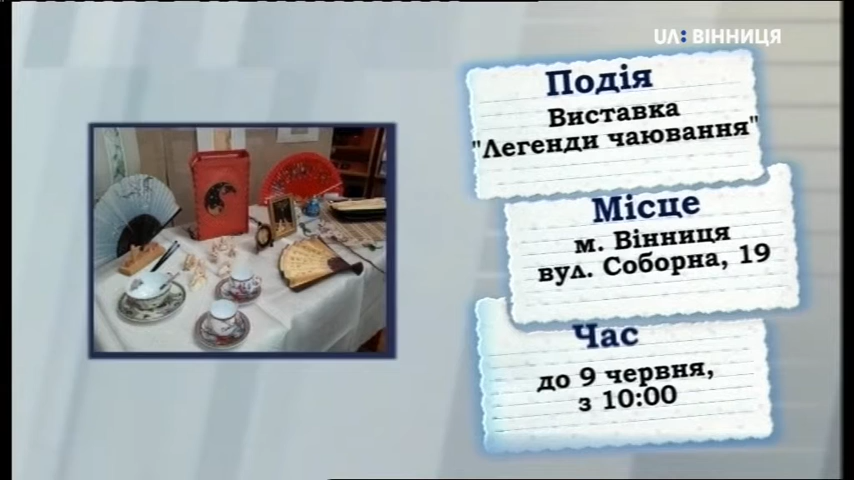 UA: ВІННИЦЯ
Подія
Виставка
"Легенди чаювання"
Місце
м. Вінниця
вул. Соборна, 19
Час
до 9 червня,
з 10:00